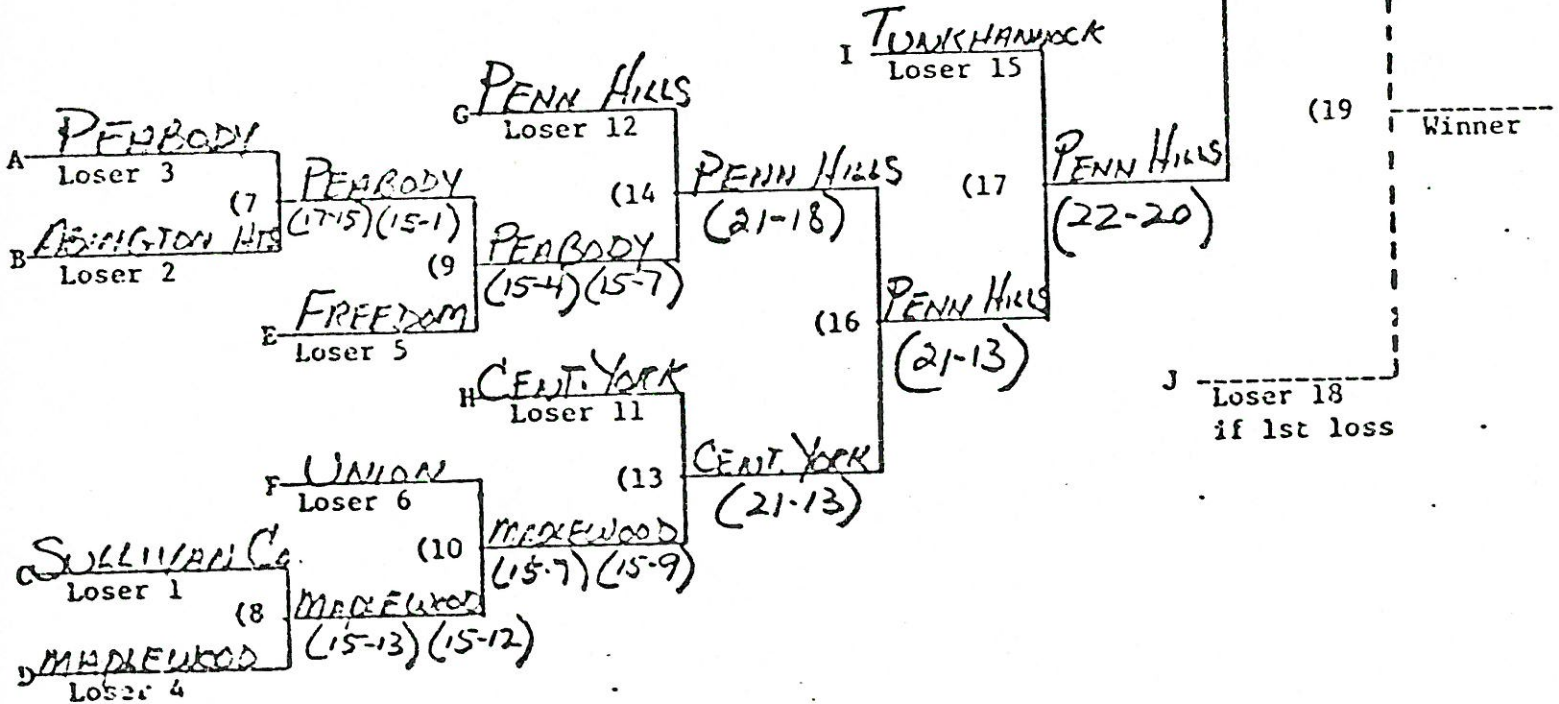 TUNKHANNOCK
I
Loser 15
PENN HILLS
G
Loser 12
(19
Winner
PEABODY
A
Loser 3
PENN HILLS
(17
PENN HILLS
(7
PEABODY
(14
(21-18)
(22-20)
(17-15) (15-1)
ABINGTON HTS
B
Loser 2
(9
PEABODY
(15-4) (15-7)
PENN HILLS
(16
FREEDOM
E
Loser 5
(21-13)
CENT. YORK
H
Loser 11
J
Loser 18
if 1st loss
UNION
F
Loser 6
(13
CENT. YORK
(21-13)
SULLIVAN Co.
C
Loser 1
(10
MAPLEWOOD
(15-7) (15-9)
(8
MAPLEWOOD
(15-13) (15-12)
MAPLEWOOD
D
Loser 4